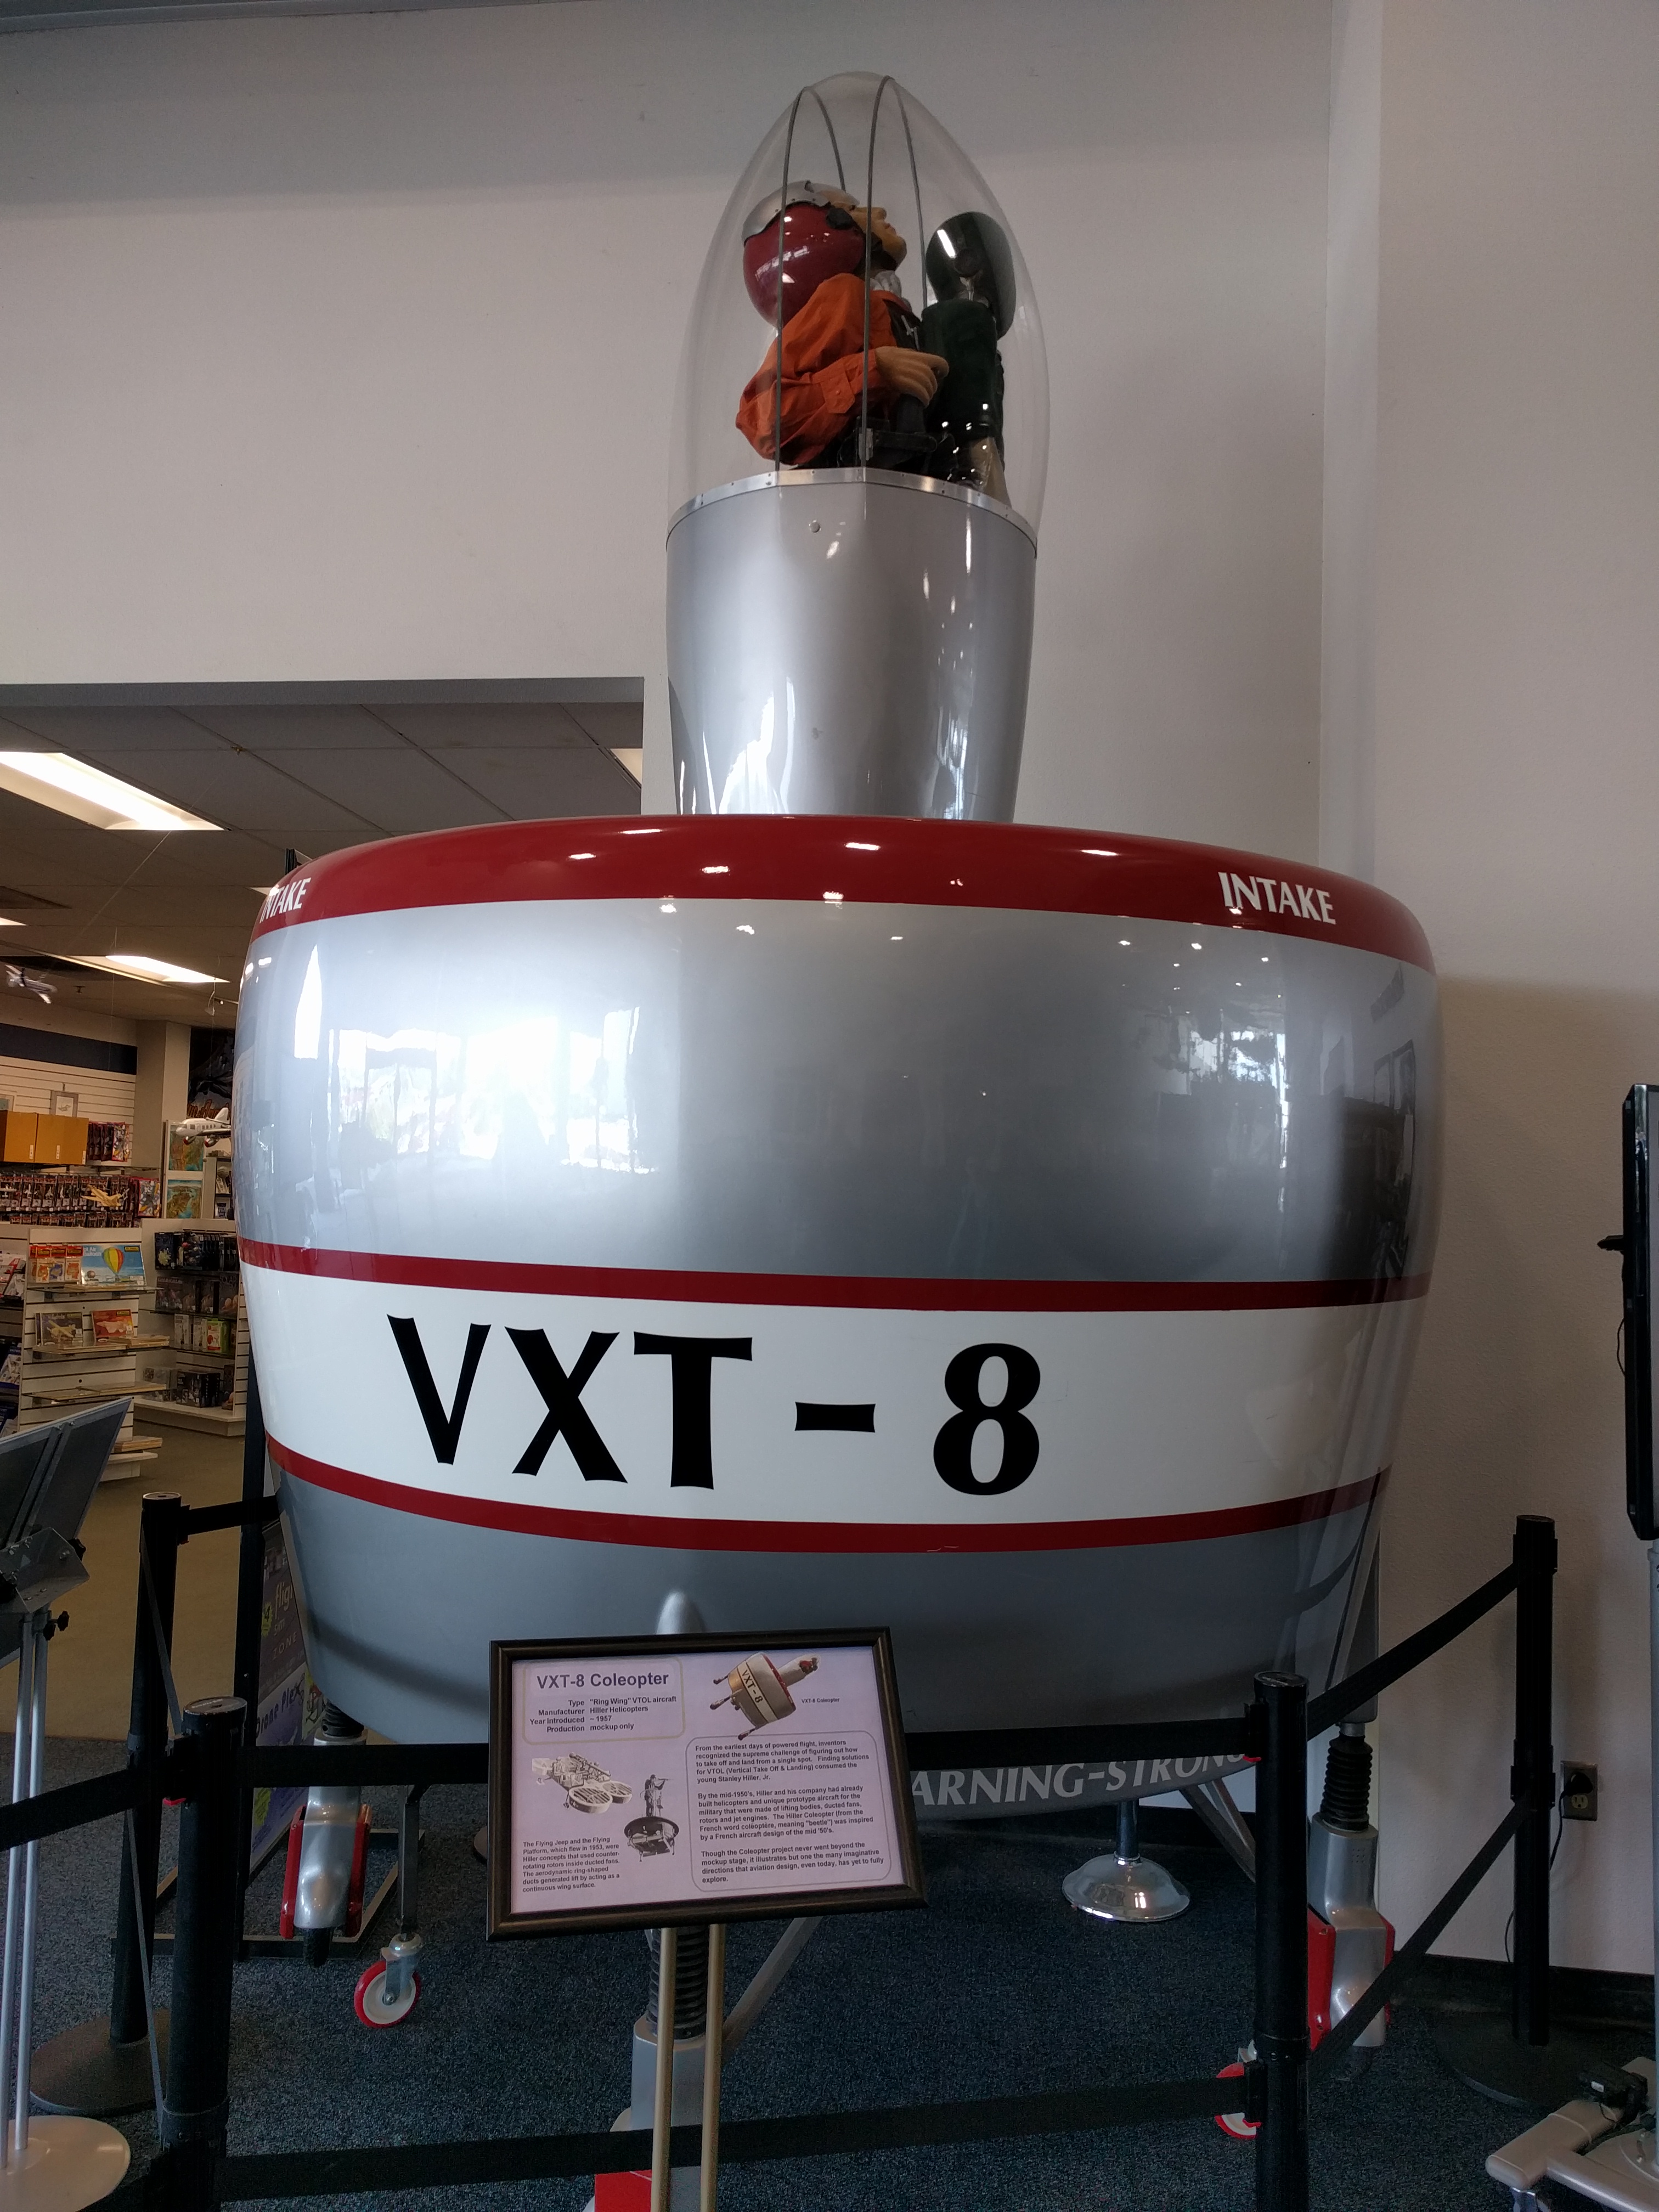 INTAKE
INTAKE
VXT-8
VXT-8 Coleopter
Type "Ring Wing" VTOL aircraft
Manufacturer Hiller Helicopters
Year Introduced ~ 1957
Production mockup only
VXT-8
VXT-8 Coleopter
From the earliest days of powered flight, inventors
recognized the supreme challenge of figuring out how
to take off and land from a single spot. Finding solutions
for VTOL (Vertical Take Off & Landing) consumed the
young Stanley Hiller, Jr.
By the mid-1950's, Hiller and his company had already
built helicopters and unique prototype aircraft for the
military that were made of lifting bodies, ducted fans,
rotors and jet engines. The Hiller Coleopter (from the
French word coléoptère, meaning "beetle") was inspired
by a French aircraft design of the mid '50's.
Though the Coleopter project never went beyond the
mockup stage, it illustrates but one the many imaginative
directions that aviation design, even today, has yet to fully
explore.
The Flying Jeep and the Flying
Platform, which flew in 1953, were
Hiller concepts that used counter-
rotating rotors inside ducted fans.
The aerodynamic ring-shaped
ducts generated lift by acting as a
continuous wing surface.
ARNING-STRONG
flig
ZONE